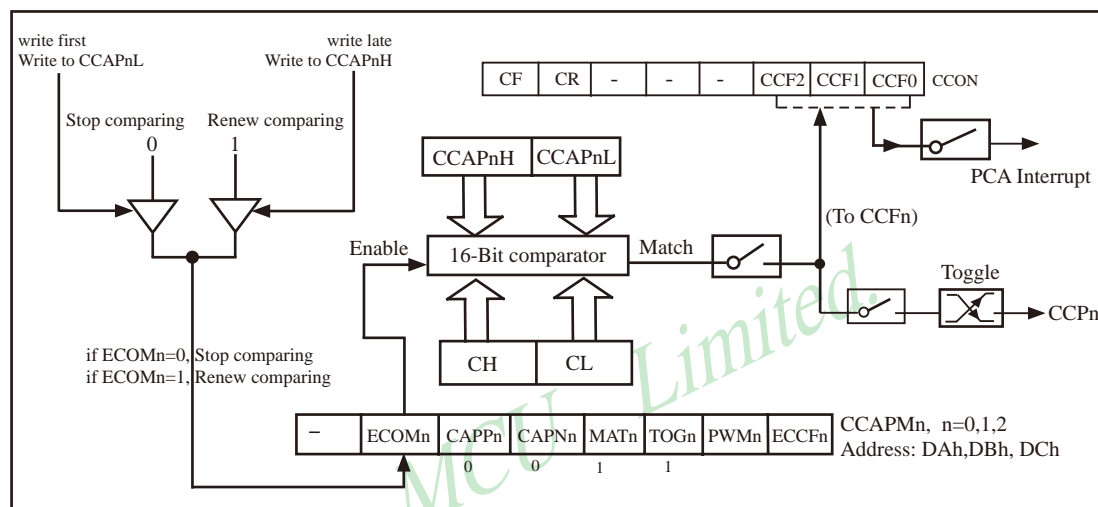 write first
Write to CCAPnL
write late
Write to CCAPnH
CF CR - - - CCF2 CCF1 CCF0 CCON
Stop comparing
0
Renew comparing
1
CCAPnH CCAPnL
PCA Interrupt
(To CCFn)
Enable
16-Bit comparator
Match
Toggle
CCPn
if ECOMn=0, Stop comparing
if ECOMn=1, Renew comparing
CH CL
– ECOMn CAPPn CAPNn MATn TOGn PWMn ECCFn
0 0 1 1
CCAPMn, n=0,1,2
Address: DAh,DBh, DCh
MCU Limited.